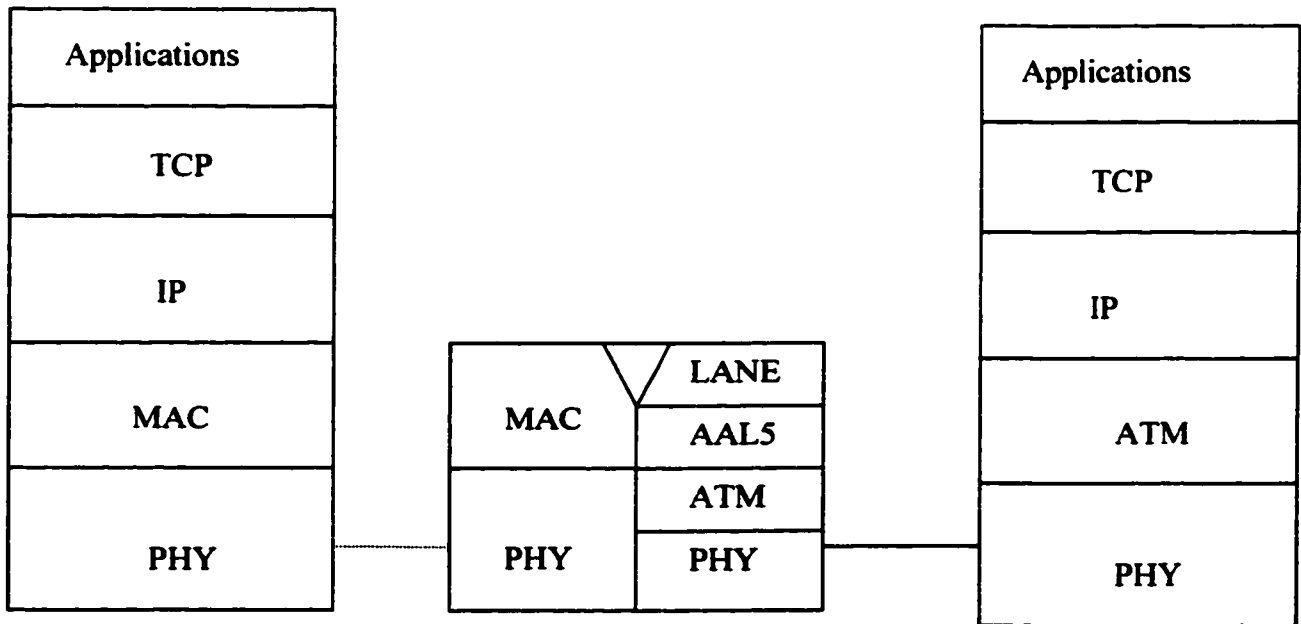 Applications
TCP
IP
MAC
PHY
MAC
PHY
LANE
AAL5
ATM
PHY
Applications
TCP
IP
ATM
PHY